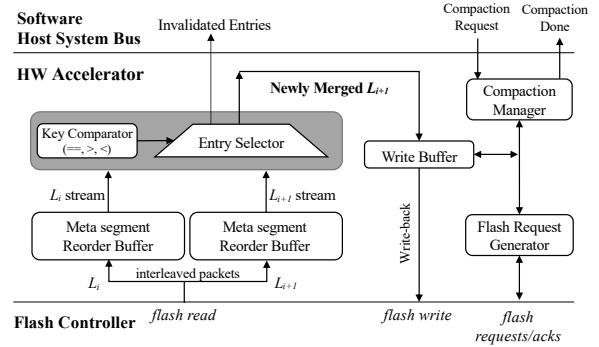 Software
Host System Bus
Invalidated Entries
Compaction
Request
Compaction
Done
HW Accelerator
Newly Merged Li+1
Compaction
Manager
Key Comparator
(==, >, <)
Entry Selector
Write Buffer
Li stream
Li+1 stream
Meta segment
Reorder Buffer
Meta segment
Reorder Buffer
Write-back
Flash Request
Generator
Li
interleaved packets
Li+1
Flash Controller
flash read
flash write
flash
requests/acks